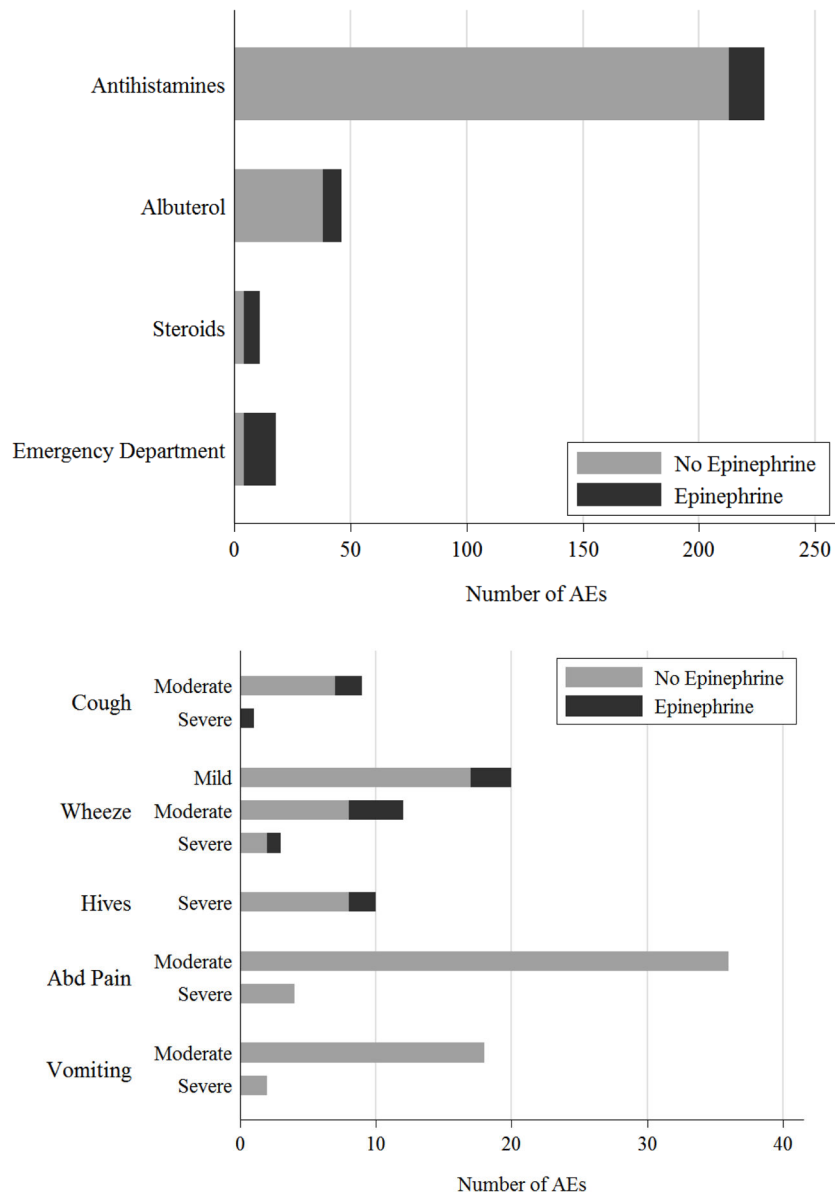 Antihistamines
Albuterol
Steroids
Emergency Department
No Epinephrine
Epinephrine
0 50 100 150 200 250
Number of AEs
No Epinephrine
Epinephrine
Cough
Moderate
Severe
Wheeze
Mild
Moderate
Severe
Hives
Severe
Abd Pain
Moderate
Severe
Vomiting
Moderate
Severe
0 10 20 30 40
Number of AEs